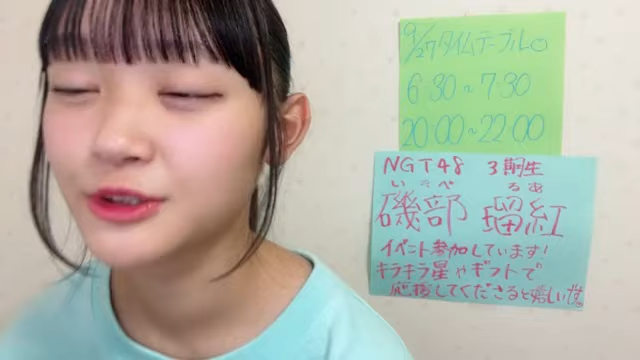 9/27タイムテーブル○
6:30~7:30
20:00~22:00
NGT48 3期生
いそべ るあ
磯部 瑠紅
イベント参加しています!
キラキラ星やギフトで
応援してくださると嬉しいです。